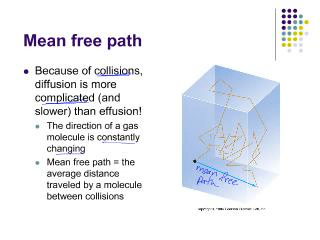 Mean free path
Because of collisions,
diffusion is more
complicated (and
slower) than effusion!
The direction of a gas
molecule is constantly
changing
Mean free path = the
average distance
traveled by a molecule
between collisions
mean free
path